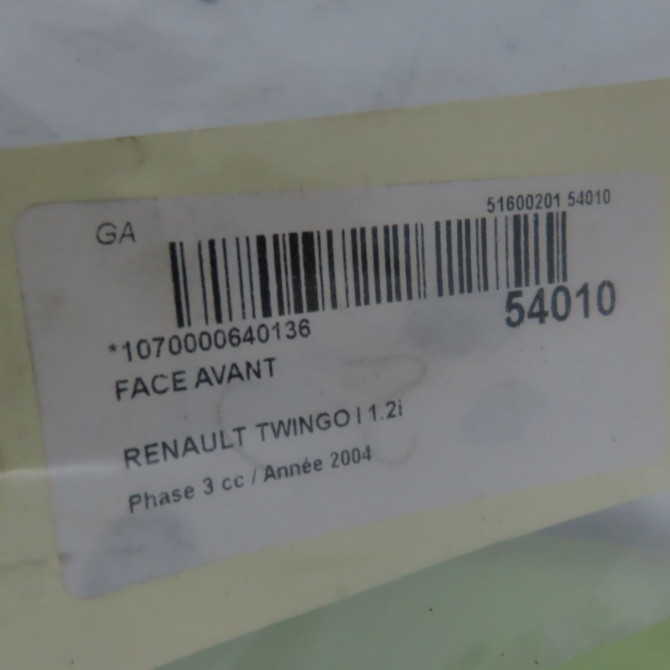 GA
51600201 54010
54010
*1070000640136
FACE AVANT
RENAULT TWINGO I 1.2i
Phase 3 cc / Année 2004